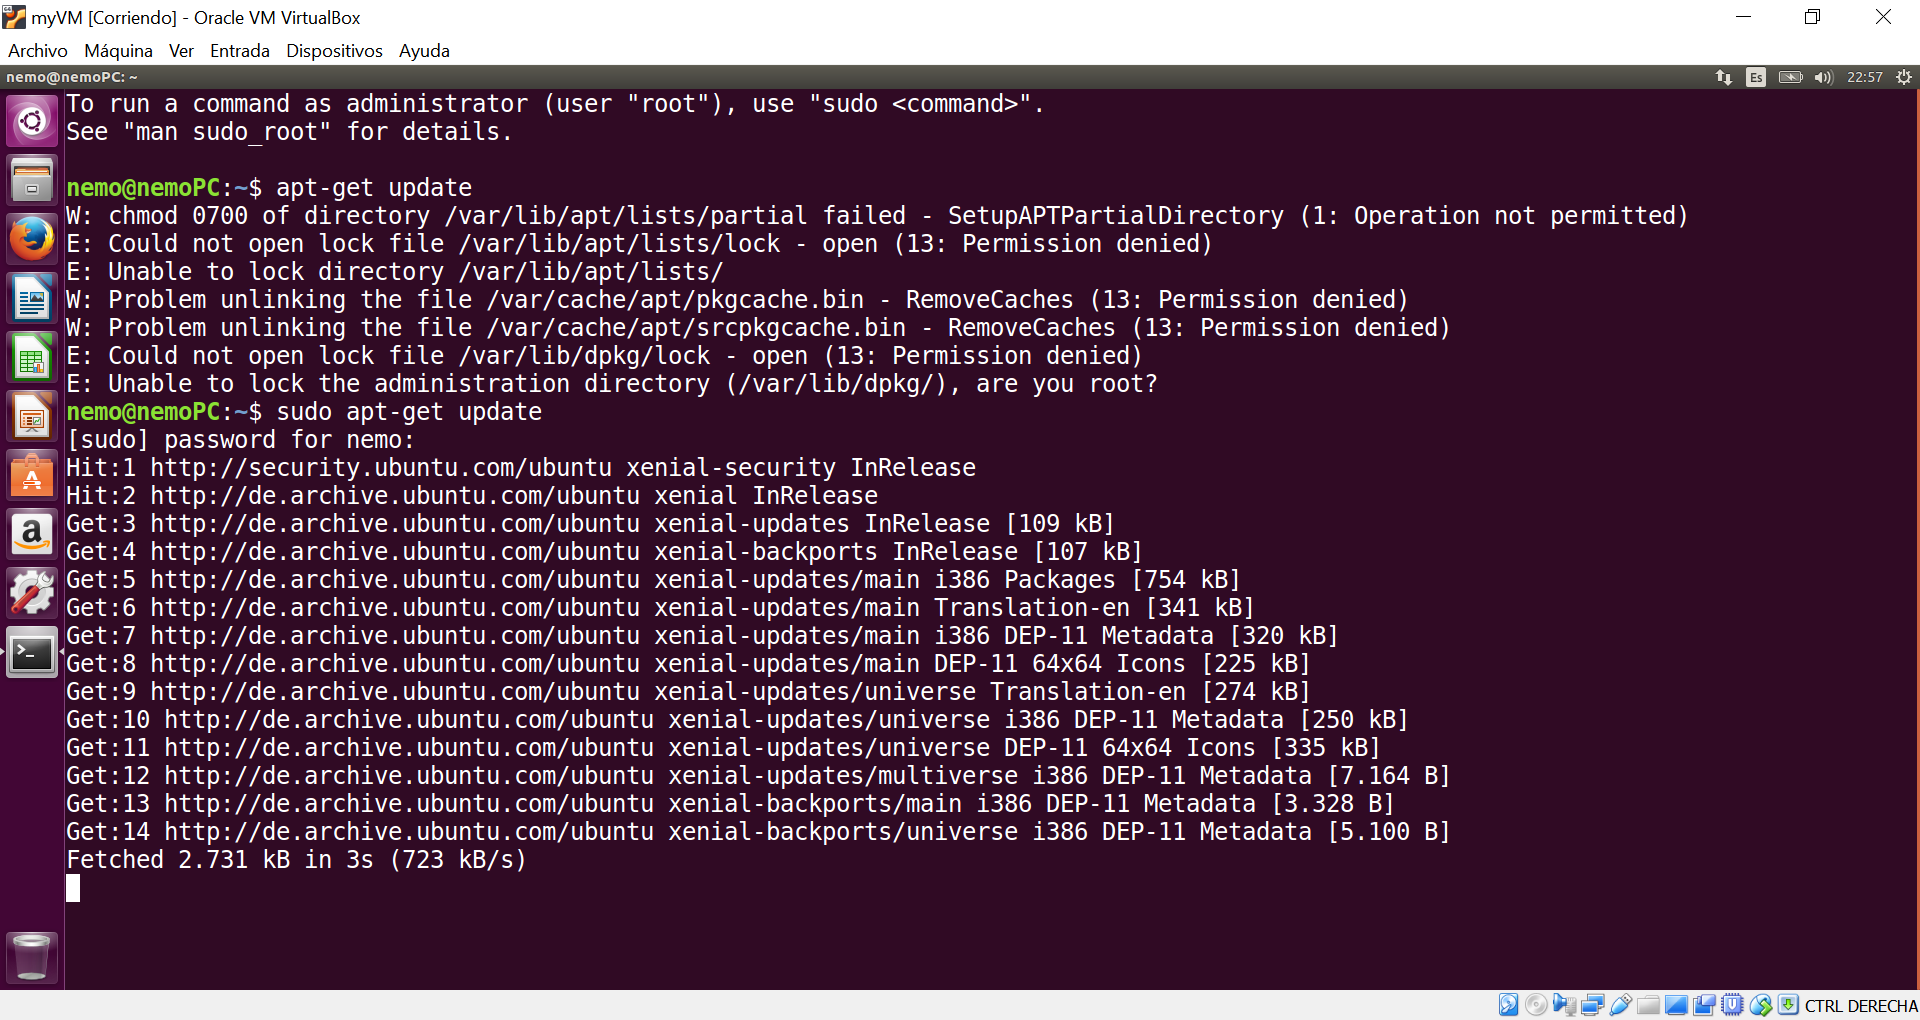 myVM [Corriendo] - Oracle VM VirtualBox
Archivo Máquina Ver Entrada Dispositivos Ayuda
nemo@nemoPC: ~ Es 22:57
To run a command as administrator (user "root"), use "sudo <command>".
See "man sudo_root" for details.
nemo@nemoPC:~$ apt-get update
W: chmod 0700 of directory /var/lib/apt/lists/partial failed - SetupAPTPartialDirectory (1: Operation not permitted)
E: Could not open lock file /var/lib/apt/lists/lock - open (13: Permission denied)
E: Unable to lock directory /var/lib/apt/lists/
W: Problem unlinking the file /var/cache/apt/pkgcache.bin - RemoveCaches (13: Permission denied)
W: Problem unlinking the file /var/cache/apt/srcpkgcache.bin - RemoveCaches (13: Permission denied)
E: Could not open lock file /var/lib/dpkg/lock - open (13: Permission denied)
E: Unable to lock the administration directory (/var/lib/dpkg/), are you root?
nemo@nemoPC:~$ sudo apt-get update
[sudo] password for nemo:
Hit:1 http://security.ubuntu.com/ubuntu xenial-security InRelease
Hit:2 http://de.archive.ubuntu.com/ubuntu xenial InRelease
Get:3 http://de.archive.ubuntu.com/ubuntu xenial-updates InRelease [109 kB]
Get:4 http://de.archive.ubuntu.com/ubuntu xenial-backports InRelease [107 kB]
Get:5 http://de.archive.ubuntu.com/ubuntu xenial-updates/main i386 Packages [754 kB]
Get:6 http://de.archive.ubuntu.com/ubuntu xenial-updates/main Translation-en [341 kB]
Get:7 http://de.archive.ubuntu.com/ubuntu xenial-updates/main i386 DEP-11 Metadata [320 kB]
Get:8 http://de.archive.ubuntu.com/ubuntu xenial-updates/main DEP-11 64x64 Icons [225 kB]
Get:9 http://de.archive.ubuntu.com/ubuntu xenial-updates/universe Translation-en [274 kB]
Get:10 http://de.archive.ubuntu.com/ubuntu xenial-updates/universe i386 DEP-11 Metadata [250 kB]
Get:11 http://de.archive.ubuntu.com/ubuntu xenial-updates/universe DEP-11 64x64 Icons [335 kB]
Get:12 http://de.archive.ubuntu.com/ubuntu xenial-updates/multiverse i386 DEP-11 Metadata [7.164 B]
Get:13 http://de.archive.ubuntu.com/ubuntu xenial-backports/main i386 DEP-11 Metadata [3.328 B]
Get:14 http://de.archive.ubuntu.com/ubuntu xenial-backports/universe i386 DEP-11 Metadata [5.100 B]
Fetched 2.731 kB in 3s (723 kB/s)
CTRL DERECHA